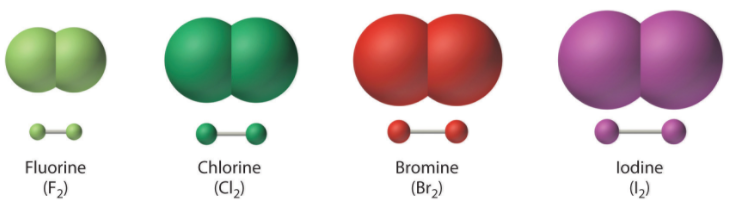 Fluorine
(F₂)
Chlorine
(Cl₂)
Bromine
(Br₂)
Iodine
(I₂)